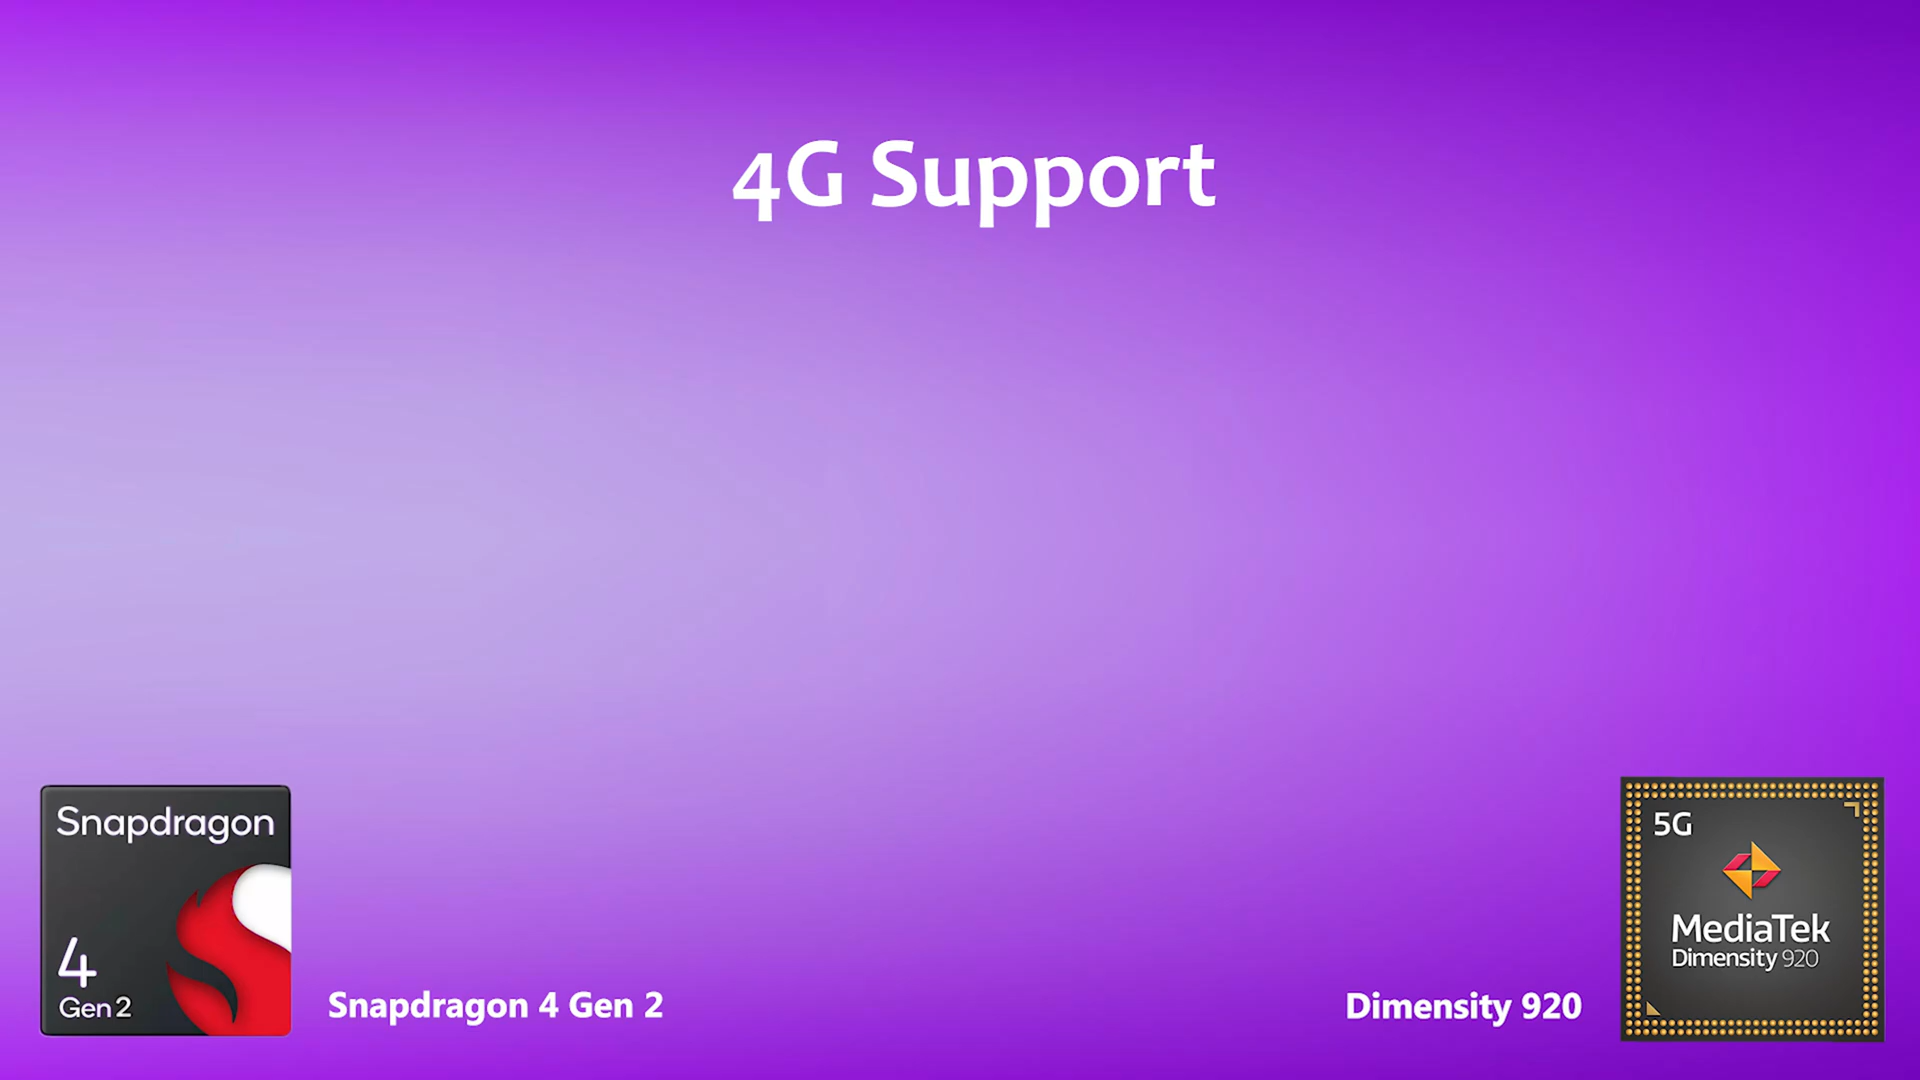 4G Support
Snapdragon
4
Gen 2
Snapdragon 4 Gen 2
Dimensity 920
5G
MediaTek
Dimensity 920